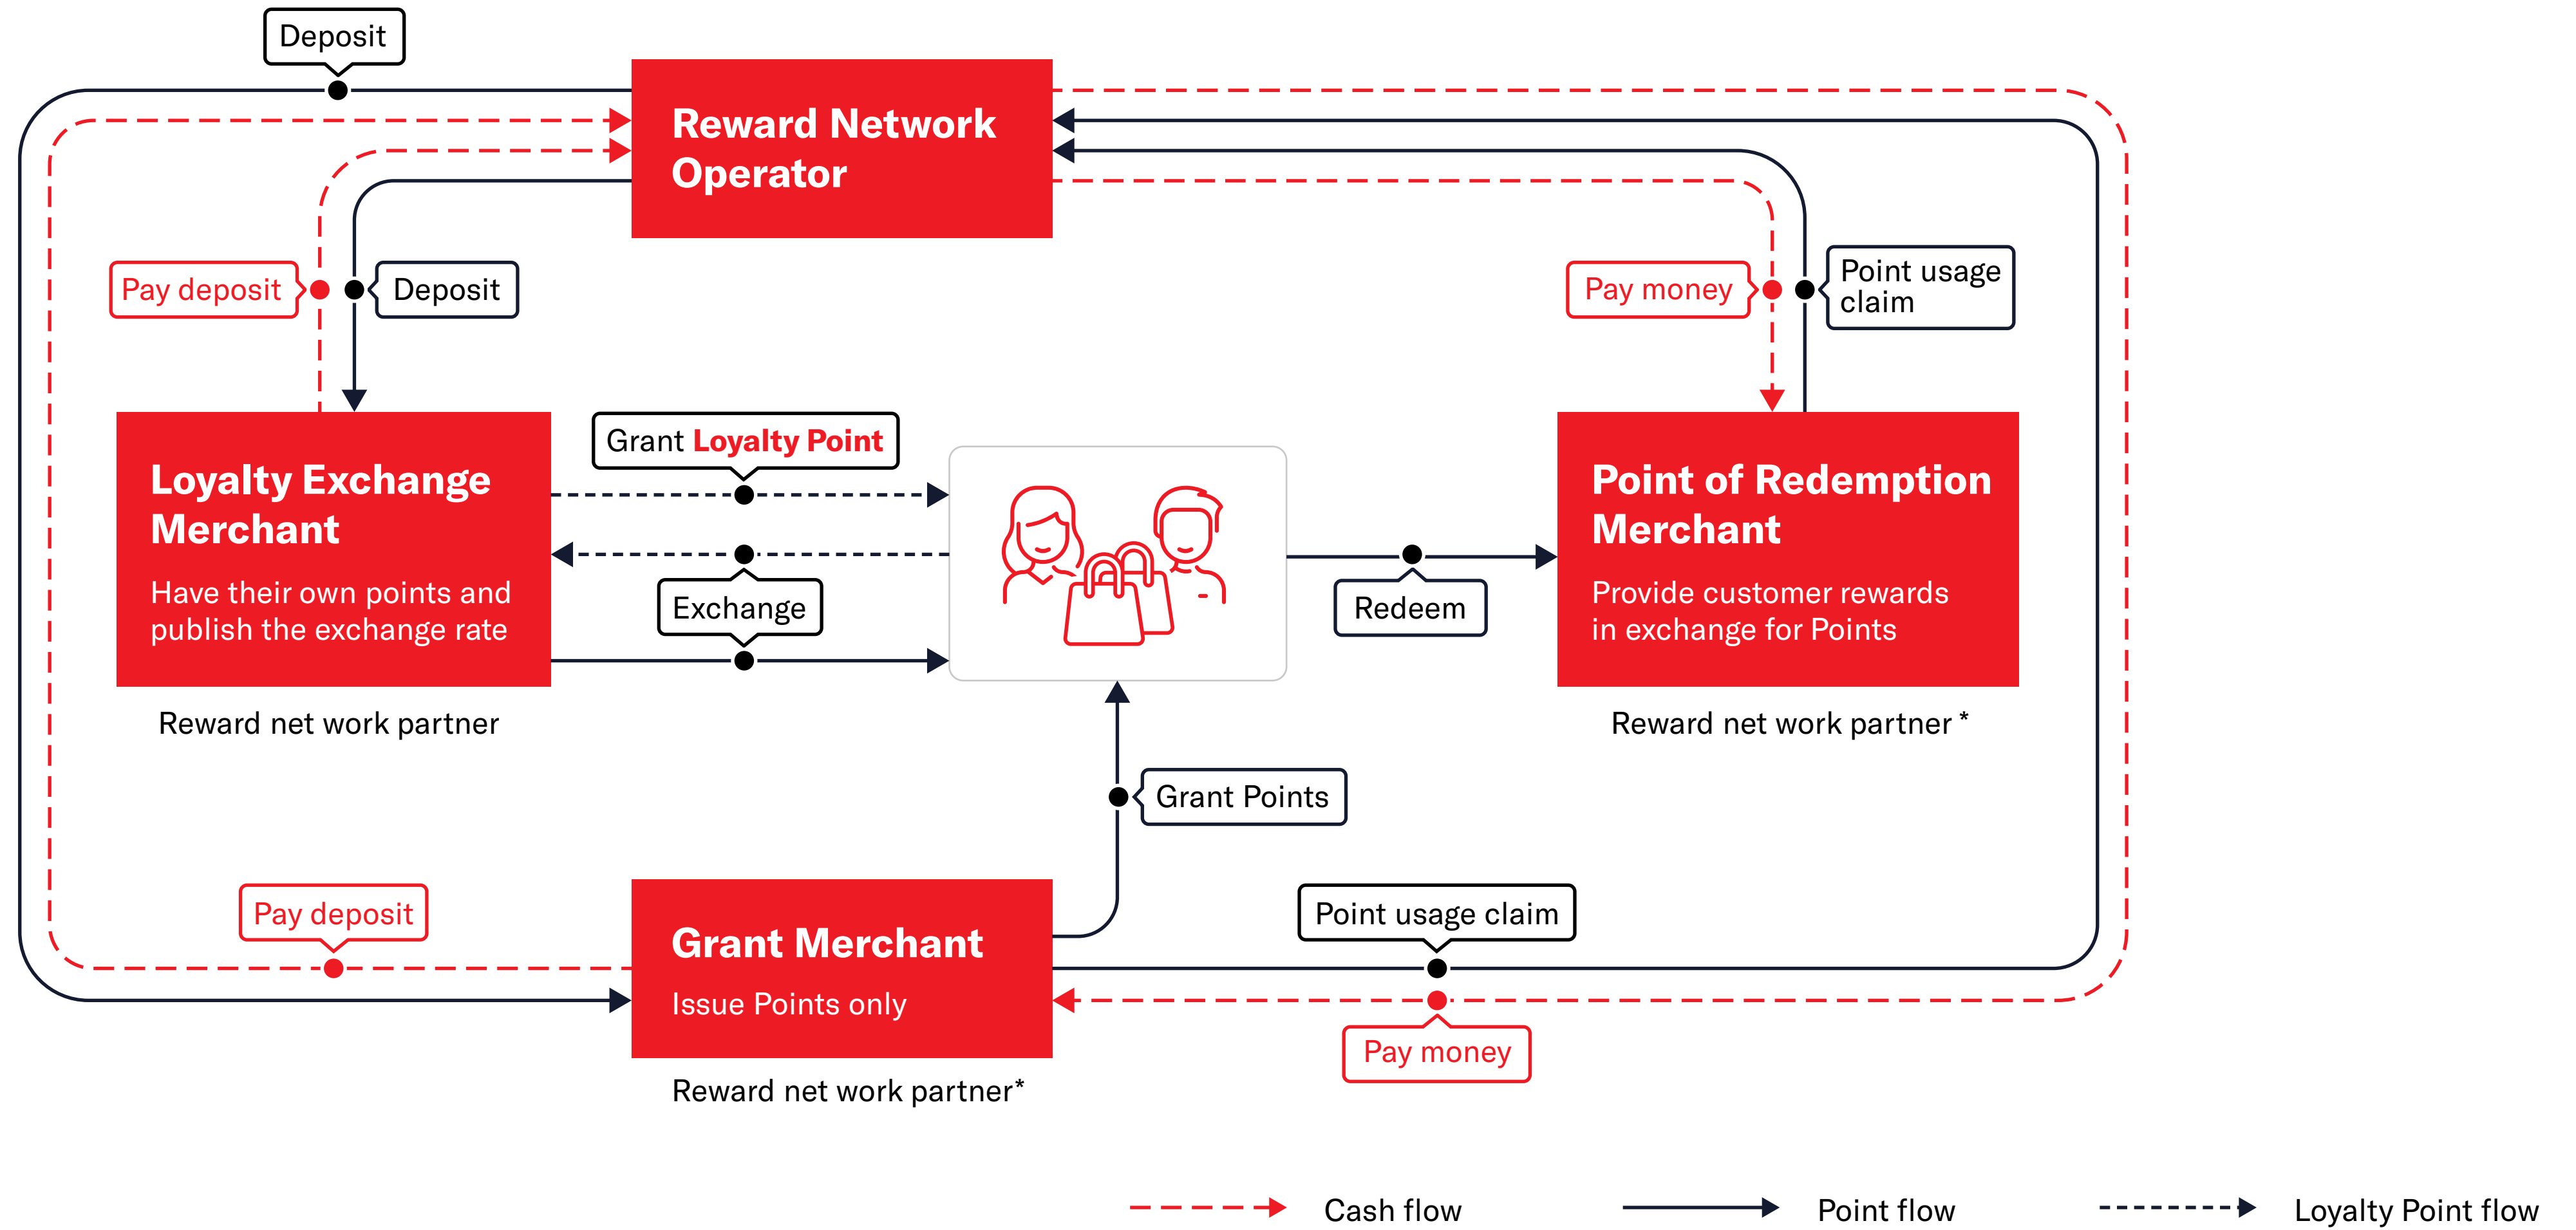 Deposit
Reward Network
Operator
Pay deposit
Deposit
Pay money
Point usage
claim
Grant Loyalty Point
Loyalty Exchange
Merchant
Have their own points and
publish the exchange rate
Exchange
Redeem
Point of Redemption
Merchant
Provide customer rewards
in exchange for Points
Reward net work partner
Reward net work partner *
Grant Points
Pay deposit
Grant Merchant
Issue Points only
Point usage claim
Pay money
Reward net work partner*
Cash flow
Point flow
Loyalty Point flow